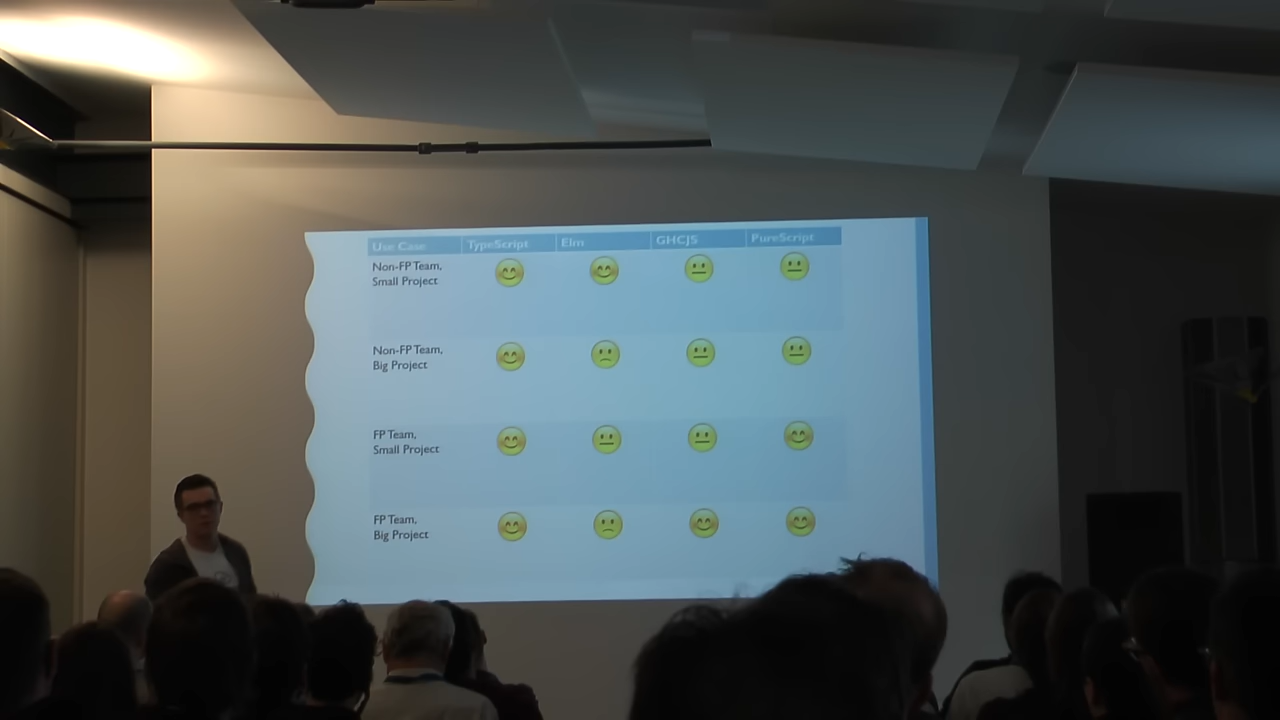 Use Case TypeScript Elm GHCJS PureScript
Non-FP Team,
Small Project
Non-FP Team,
Big Project
FP Team,
Small Project
FP Team,
Big Project